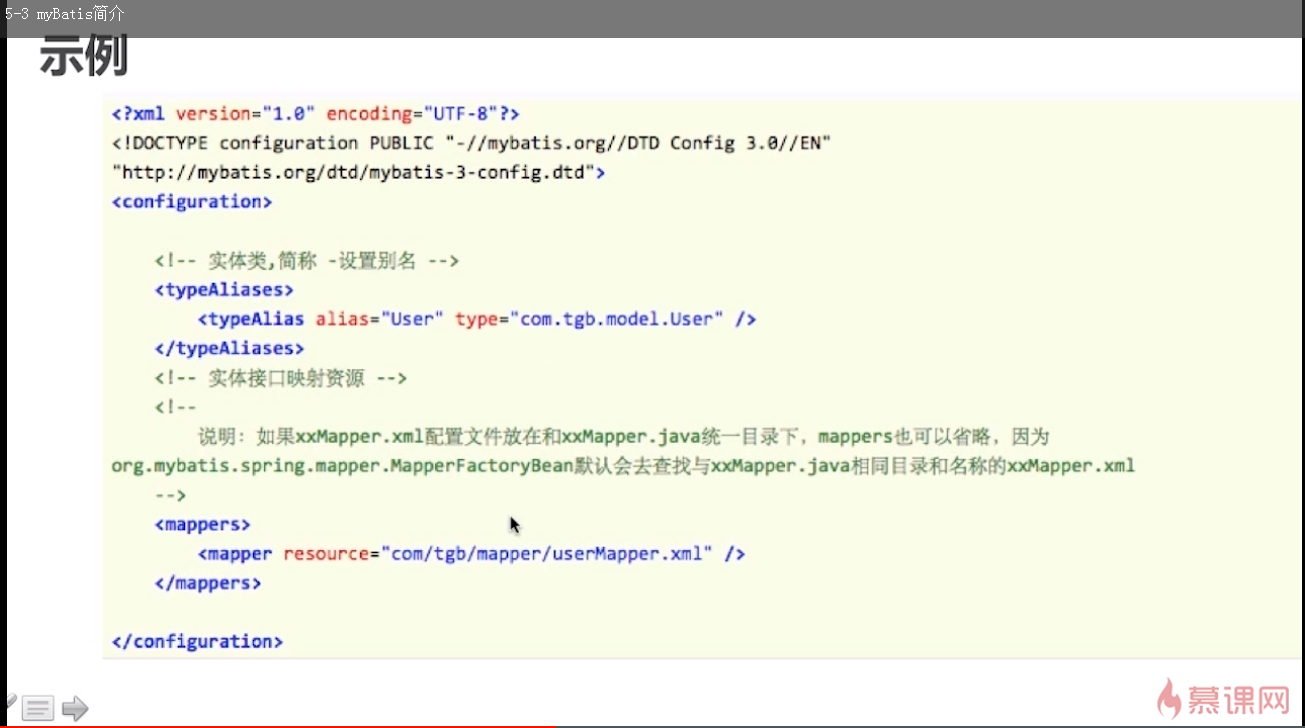 5-3 myBatis简介
示例
<?xml version="1.0" encoding="UTF-8"?>
<!DOCTYPE configuration PUBLIC "-//mybatis.org//DTD Config 3.0//EN"
"http://mybatis.org/dtd/mybatis-3-config.dtd">
<configuration>
<!-- 实体类,简称 -设置别名 -->
<typeAliases>
<typeAlias alias="User" type="com.tgb.model.User" />
</typeAliases>
<!-- 实体接口映射资源 -->
<!--
说明：如果xxMapper.xml配置文件放在和xxMapper.java统一目录下，mappers也可以省略，因为
org.mybatis.spring.mapper.MapperFactoryBean默认会去查找与xxMapper.java相同目录和名称的xxMapper.xml
-->
<mappers>
<mapper resource="com/tgb/mapper/userMapper.xml" />
</mappers>
</configuration>
慕课网